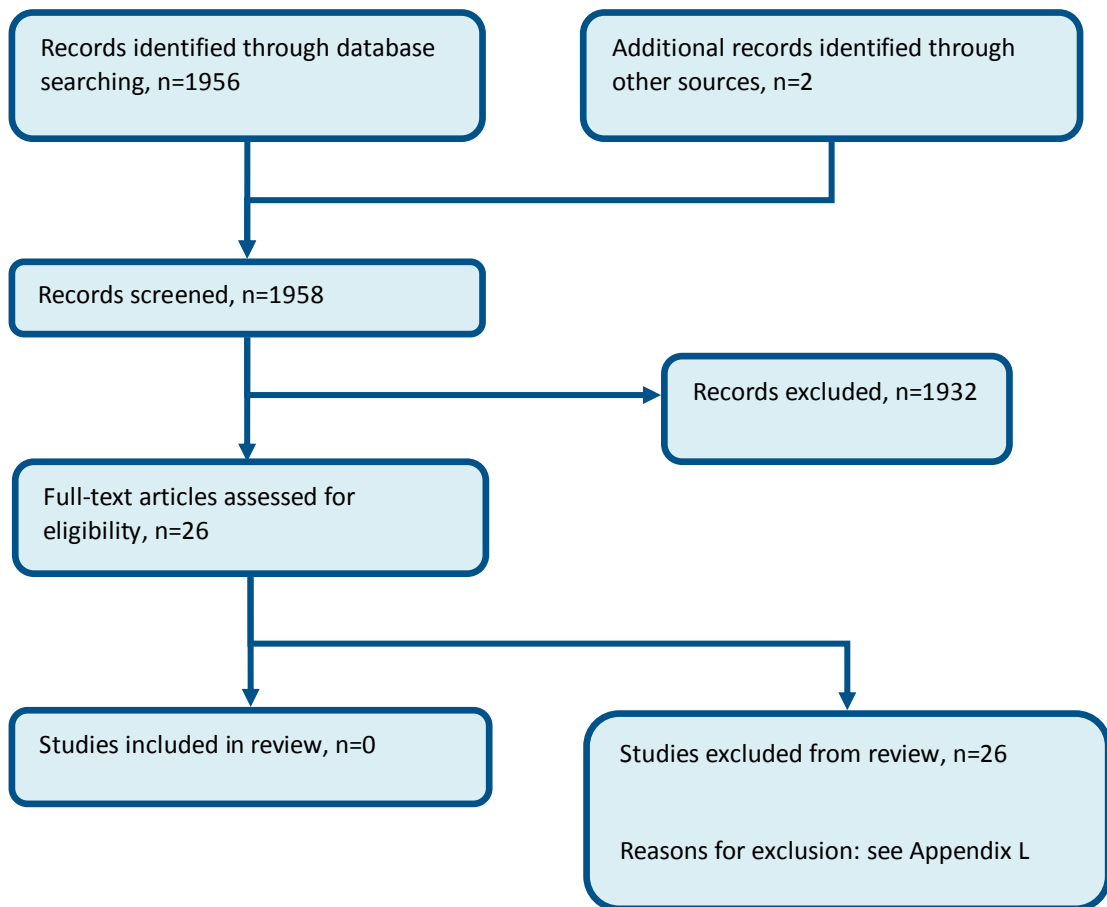 Records identified through database
searching, n=1956
Additional records identified through
other sources, n=2
Records screened, n=1958
Records excluded, n=1932
Full-text articles assessed for
eligibility, n=26
Studies included in review, n=0
Studies excluded from review, n=26
Reasons for exclusion: see Appendix L